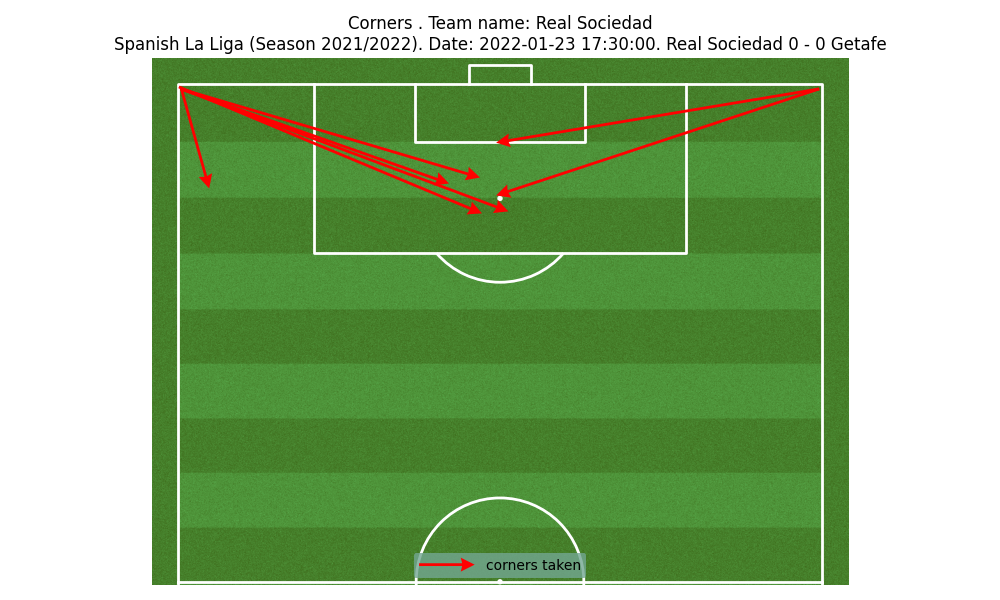 Corners . Team name: Real Sociedad
Spanish La Liga (Season 2021/2022). Date: 2022-01-23 17:30:00. Real Sociedad 0 - 0 Getafe
corners taken